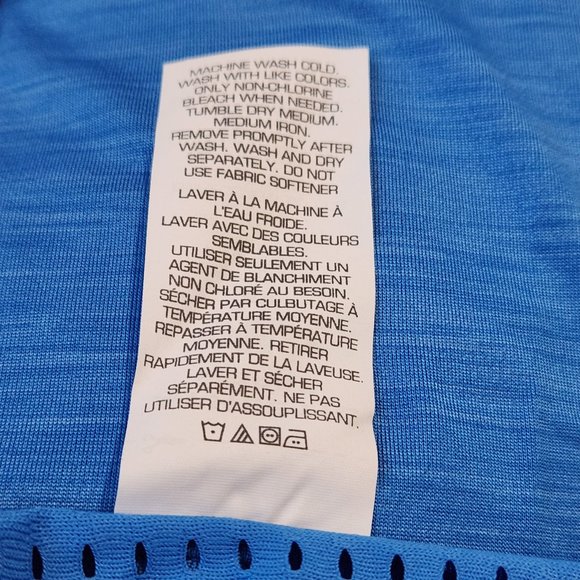 MACHINE WASH COLD.
WASH WITH LIKE COLORS.
ONLY NON-CHLORINE
BLEACH WHEN NEEDED.
TUMBLE DRY MEDIUM.
MEDIUM IRON.
REMOVE PROMPTLY AFTER
WASH. WASH AND DRY
SEPARATELY. DO NOT
USE FABRIC SOFTENER
LAVER À LA MACHINE À
L'EAU FROIDE.
LAVER AVEC DES COULEURS
SEMBLABLES.
UTILISER SEULEMENT UN
AGENT DE BLANCHIMENT
NON CHLORÉ AU BESOIN.
SÉCHER PAR CULBUTAGE À
TEMPÉRATURE MOYENNE.
REPASSER À TEMPÉRATURE
MOYENNE. RETIRER
RAPIDEMENT DE LA LAVEUSE.
LAVER ET SÉCHER
SÉPARÉMENT. NE PAS
UTILISER D'ASSOUPLISSANT.